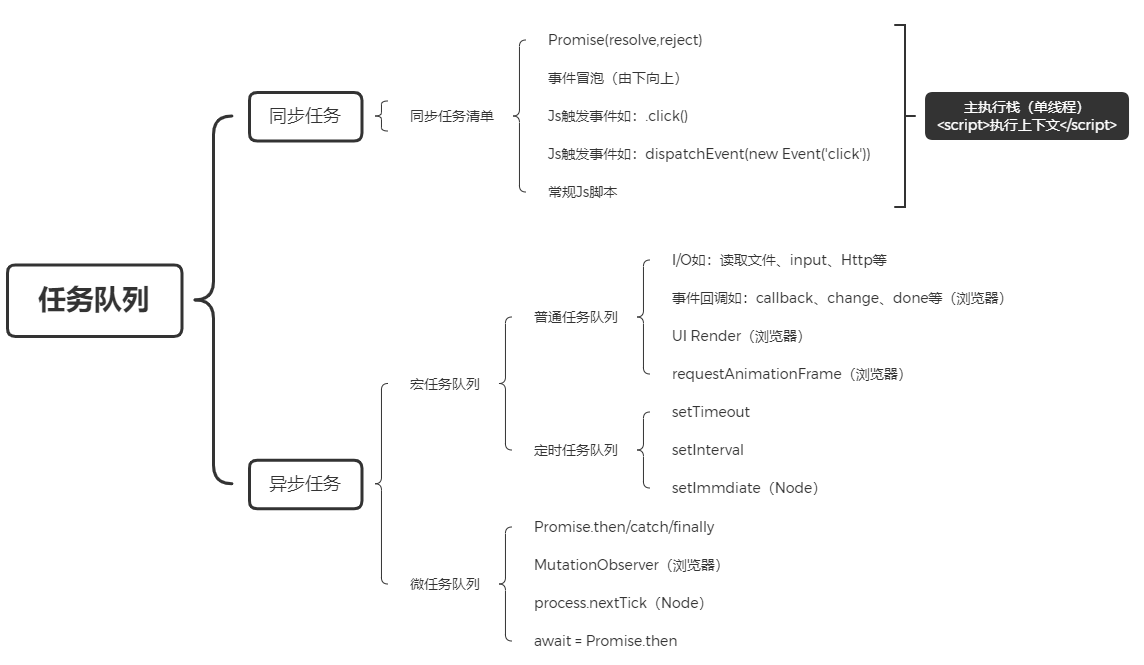 任务队列
同步任务
同步任务清单
Promise(resolve,reject)
事件冒泡（由下向上）
Js触发事件如：.click()
Js触发事件如：dispatchEvent(new Event('click'))
常规Js脚本
主执行栈（单线程）
<script>执行上下文</script>
异步任务
宏任务队列
普通任务队列
I/O如：读取文件、input、Http等
事件回调如：callback、change、done等（浏览器）
UI Render（浏览器）
requestAnimationFrame（浏览器）
定时任务队列
setTimeout
setInterval
setImmdiate（Node）
微任务队列
Promise.then/catch/finally
MutationObserver（浏览器）
process.nextTick（Node）
await = Promise.then